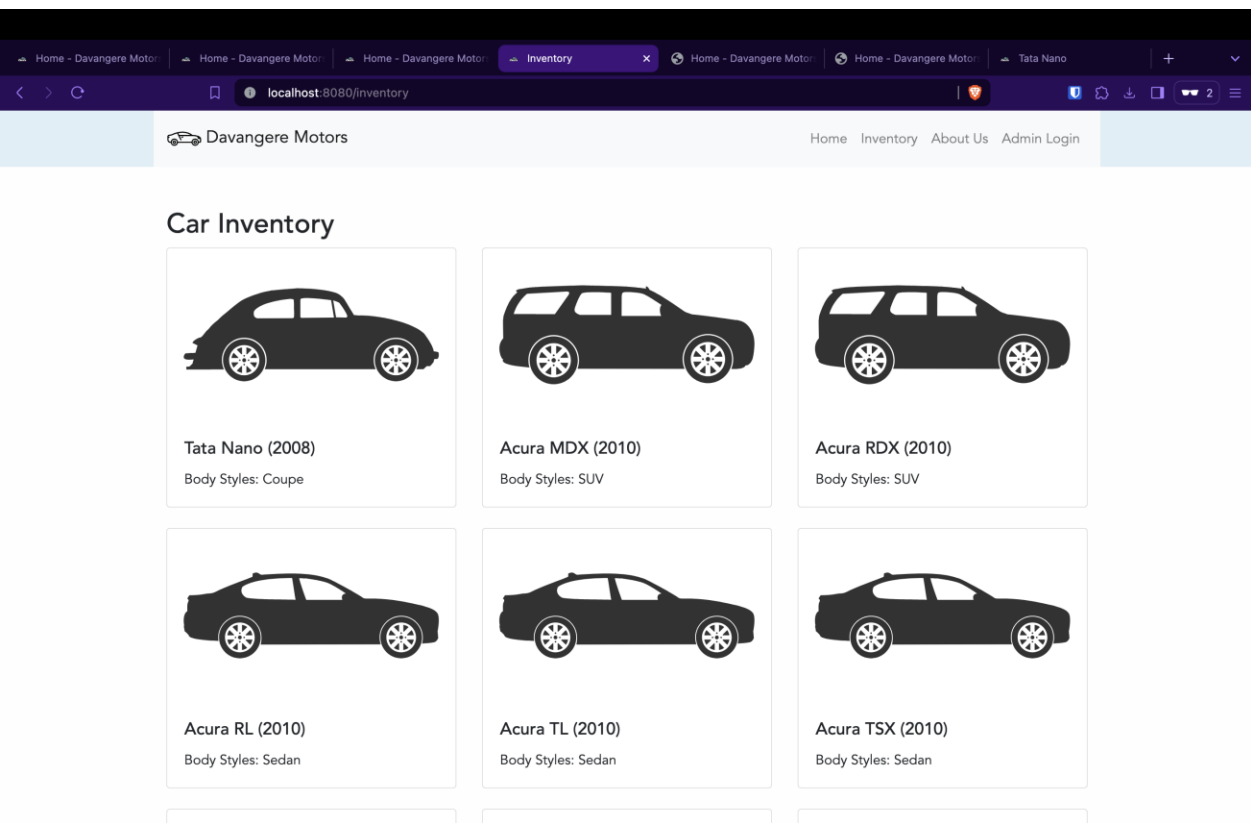 Home - Davangere Motor Home - Davangere Motor Home - Davangere Motor Inventory Home - Davangere Motor Home - Davangere Motor Tata Nano
localhost:8080/inventory 2
Davangere Motors Home Inventory About Us Admin Login
Car Inventory
Tata Nano (2008) Acura MDX (2010) Acura RDX (2010)
Body Styles: Coupe Body Styles: SUV Body Styles: SUV
Acura RL (2010) Acura TL (2010) Acura TSX (2010)
Body Styles: Sedan Body Styles: Sedan Body Styles: Sedan